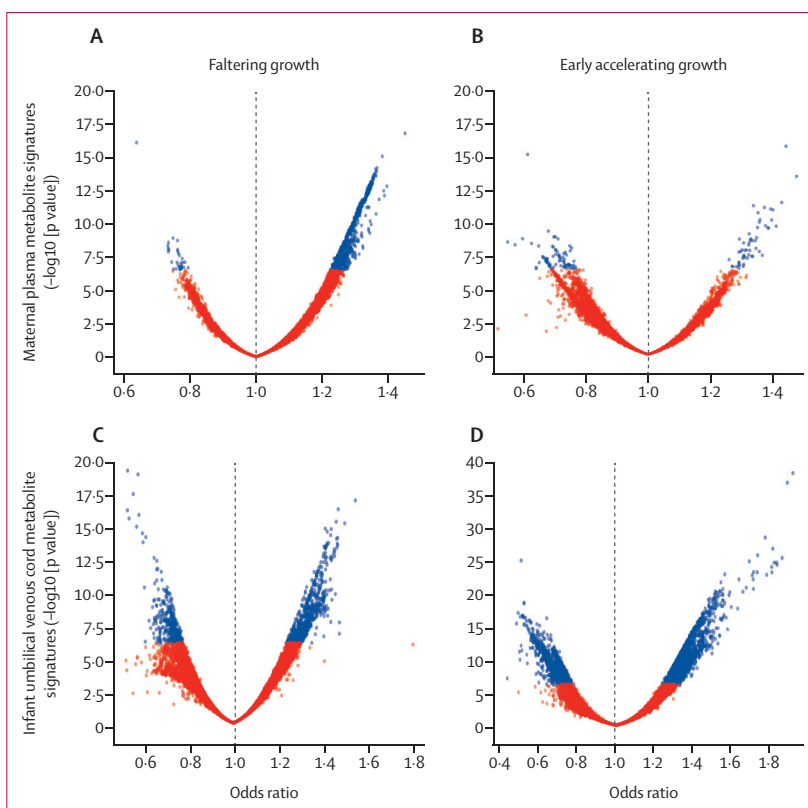 A
B
Faltering growth
Early accelerating growth
Maternal plasma metabolite signatures
(–log10 [p value])
20·0
17·5
15·0
12·5
10·0
7·5
5·0
2·5
0
0·6 0·8 1·0 1·2 1·4
20·0
17·5
15·0
12·5
10·0
7·5
5·0
2·5
0
0·6 0·8 1·0 1·2 1·4
C
D
Infant umbilical venous cord metabolite
signatures (–log10 [p value])
20·0
17·5
15·0
12·5
10·0
7·5
5·0
2·5
0
0·6 0·8 1·0 1·2 1·4 1·6 1·8
Odds ratio
40
35
30
25
20
15
10
5
0
0·4 0·6 0·8 1·0 1·2 1·4 1·6 1·8
Odds ratio